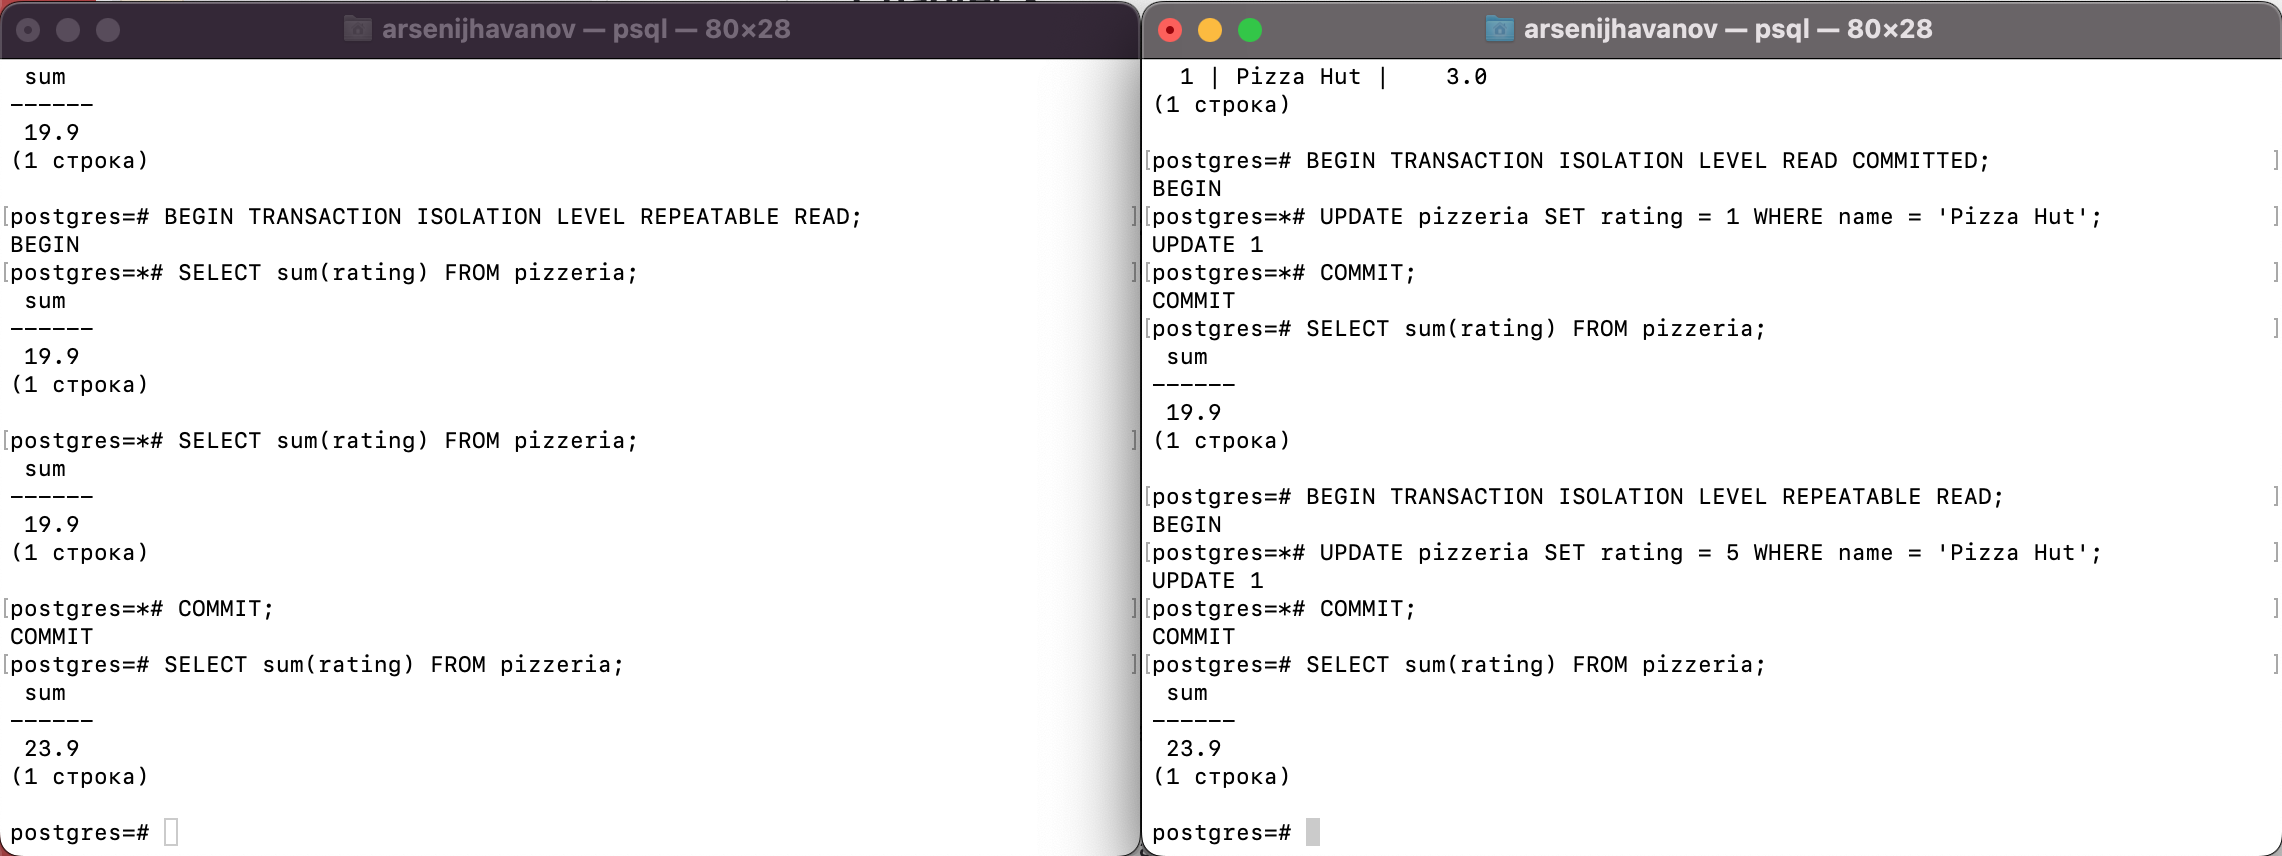 arsenijhavanov — psql — 80×28
sum
------
19.9
(1 строка)
[postgres=# BEGIN TRANSACTION ISOLATION LEVEL REPEATABLE READ; ]
BEGIN
[postgres=*# SELECT sum(rating) FROM pizzeria; ]
sum
------
19.9
(1 строка)
[postgres=*# SELECT sum(rating) FROM pizzeria; ]
sum
------
19.9
(1 строка)
[postgres=*# COMMIT; ]
COMMIT
[postgres=# SELECT sum(rating) FROM pizzeria; ]
sum
------
23.9
(1 строка)
postgres=#
arsenijhavanov — psql — 80×28
1 | Pizza Hut |    3.0
(1 строка)
[postgres=# BEGIN TRANSACTION ISOLATION LEVEL READ COMMITTED; ]
BEGIN
[postgres=*# UPDATE pizzeria SET rating = 1 WHERE name = 'Pizza Hut'; ]
UPDATE 1
[postgres=*# COMMIT; ]
COMMIT
[postgres=# SELECT sum(rating) FROM pizzeria; ]
sum
------
19.9
(1 строка)
[postgres=# BEGIN TRANSACTION ISOLATION LEVEL REPEATABLE READ; ]
BEGIN
[postgres=*# UPDATE pizzeria SET rating = 5 WHERE name = 'Pizza Hut'; ]
UPDATE 1
[postgres=*# COMMIT; ]
COMMIT
[postgres=# SELECT sum(rating) FROM pizzeria; ]
sum
------
23.9
(1 строка)
postgres=#